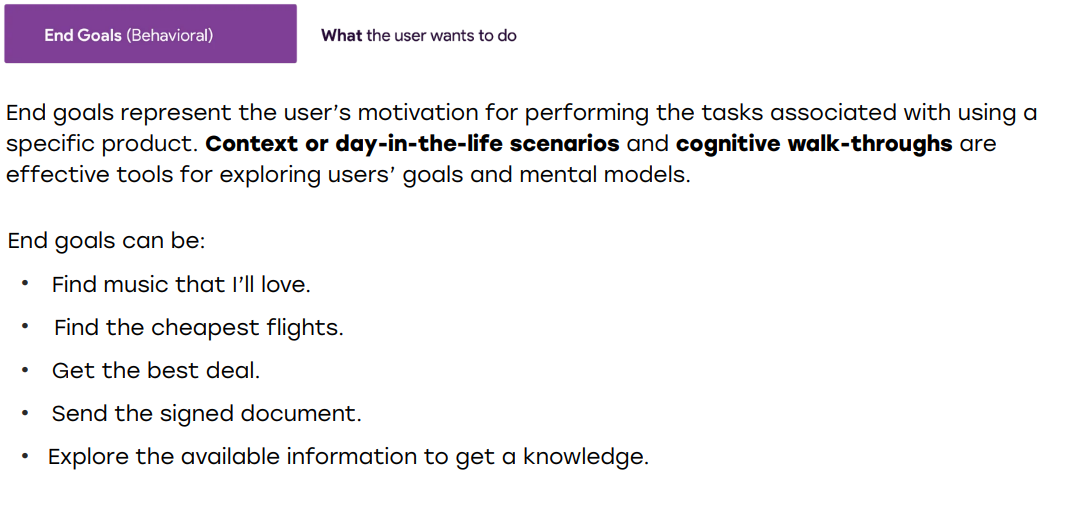 End Goals (Behavioral)
What the user wants to do
End goals represent the user's motivation for performing the tasks associated with using a
specific product. Context or day-in-the-life scenarios and cognitive walk-throughs are
effective tools for exploring users' goals and mental models.
End goals can be:
• Find music that I'll love.
• Find the cheapest flights.
• Get the best deal.
• Send the signed document.
• Explore the available information to get a knowledge.